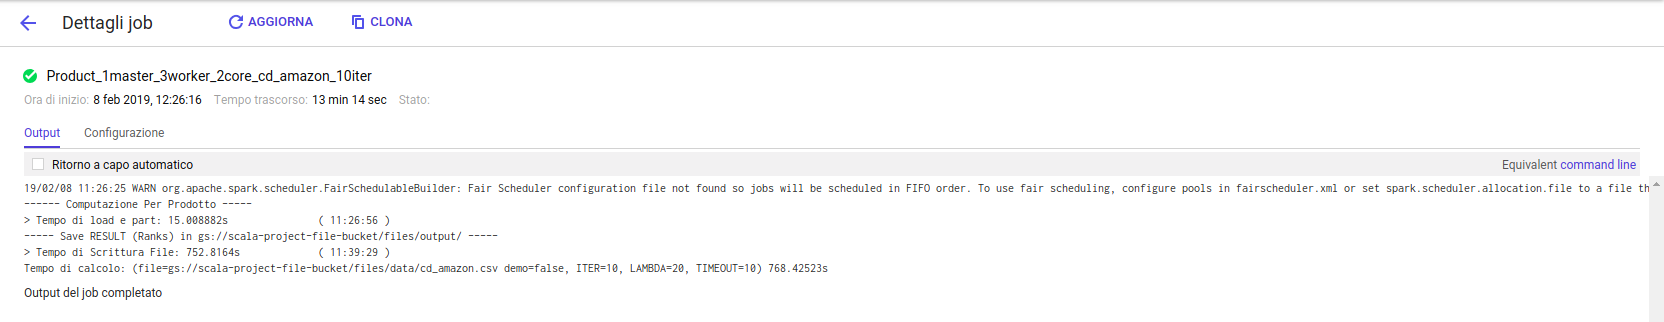 Dettagli job AGGIORNA CLONA
Product_1master_3worker_2core_cd_amazon_10iter
Ora di inizio: 8 feb 2019, 12:26:16 Tempo trascorso: 13 min 14 sec Stato:
Output Configurazione
Ritorno a capo automatico Equivalent command line
19/02/08 11:26:25 WARN org.apache.spark.scheduler.FairSchedulableBuilder: Fair Scheduler configuration file not found so jobs will be scheduled in FIFO order. To use fair scheduling, configure pools in fairscheduler.xml or set spark.scheduler.allocation.file to a file th
------ Computazione Per Prodotto -----
> Tempo di load e part: 15.008882s ( 11:26:56 )
----- Save RESULT (Ranks) in gs://scala-project-file-bucket/files/output/ -----
> Tempo di Scrittura File: 752.8164s ( 11:39:29 )
Tempo di calcolo: (file=gs://scala-project-file-bucket/files/data/cd_amazon.csv demo=false, ITER=10, LAMBDA=20, TIMEOUT=10) 768.42523s
Output del job completato